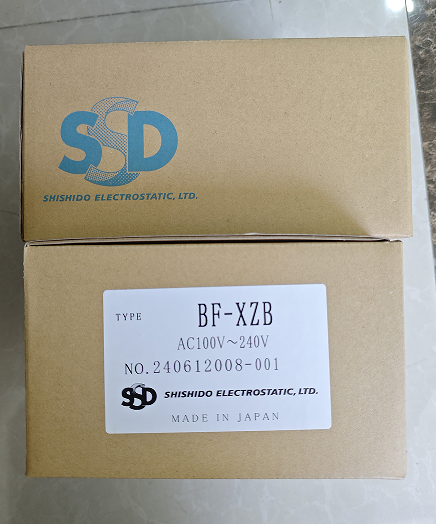 SSD
SHISHIDO ELECTROSTATIC, LTD.
TYPE BF-XZB
AC100V～240V
NO.240612008-001
SSD SHISHIDO ELECTROSTATIC, LTD.
MADE IN JAPAN